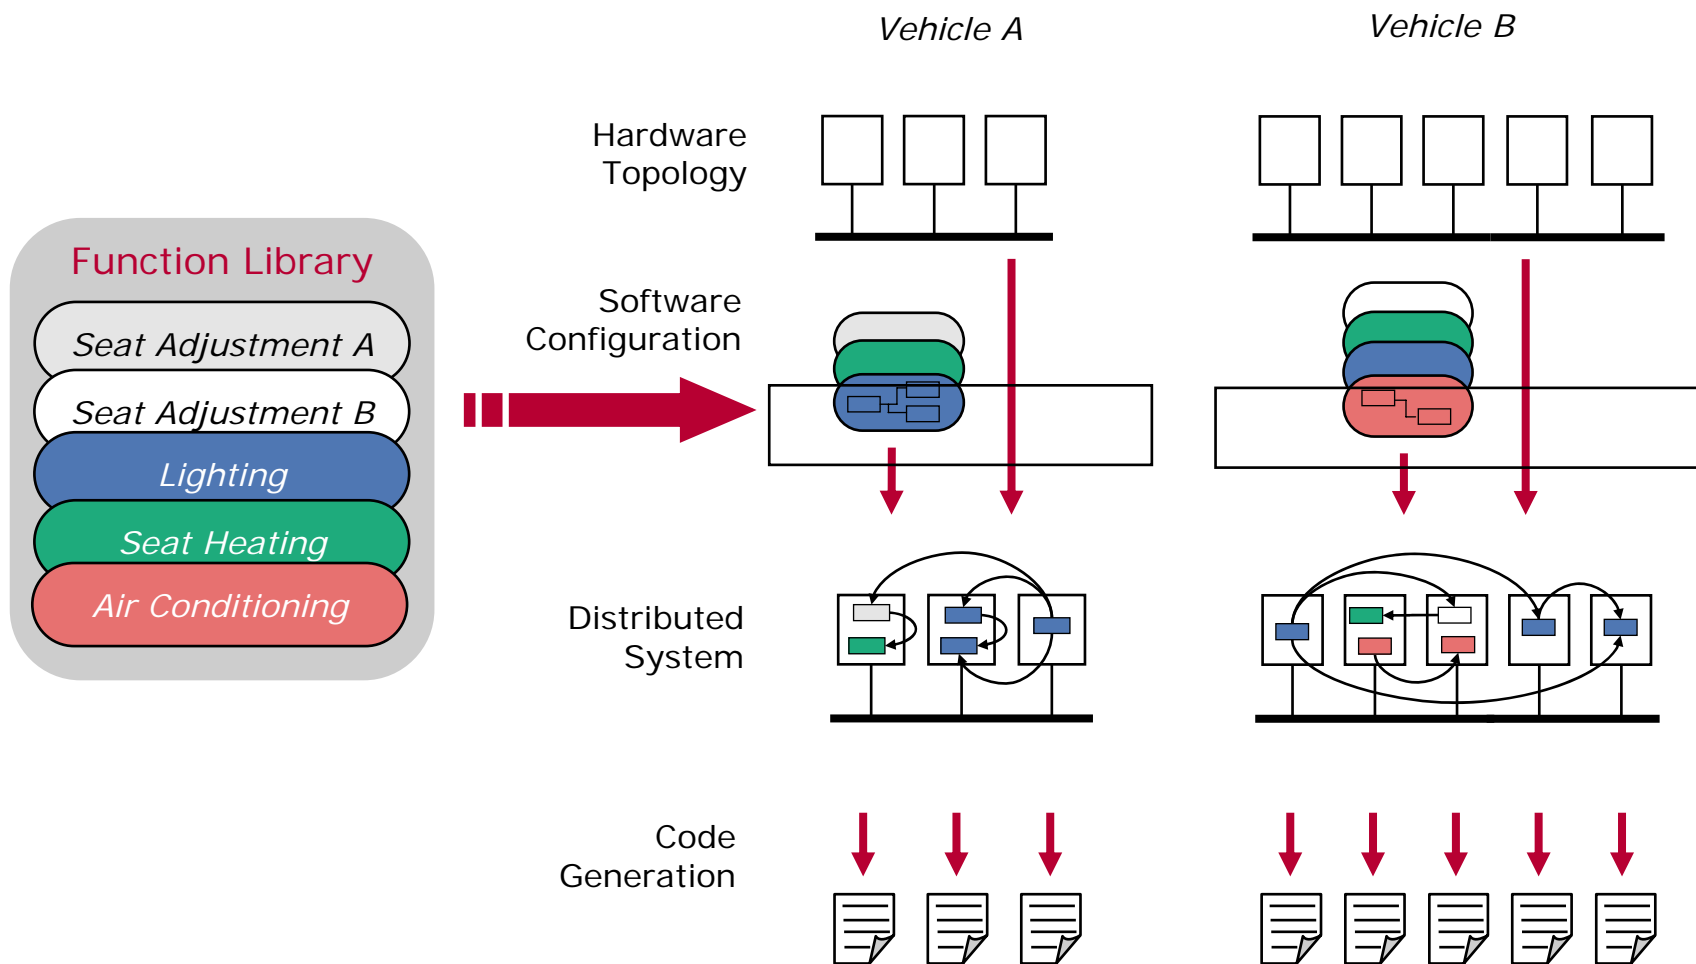 Vehicle A
Vehicle B
Hardware
Topology
Function Library
Seat Adjustment A
Seat Adjustment B
Lighting
Seat Heating
Air Conditioning
Software
Configuration
Distributed
System
Code
Generation